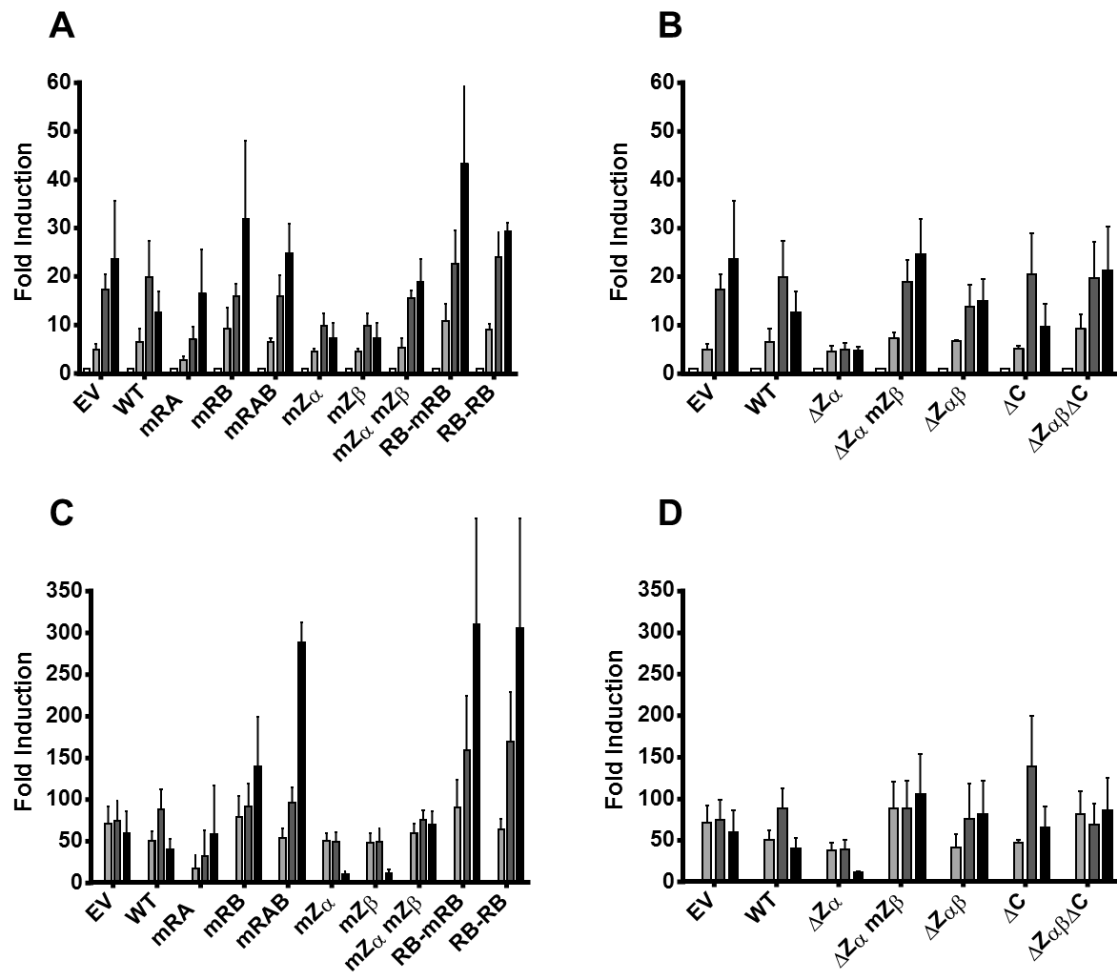 A
Fold Induction
60
50
40
30
20
10
0
EV WT mRA mRB mRAB mZα mZβ mZα mZβ RB-mRB RB-RB
B
Fold Induction
60
50
40
30
20
10
0
EV WT ΔZα ΔZα mZβ ΔZαβ ΔC ΔZαβΔC
C
Fold Induction
350
300
250
200
150
100
50
0
EV WT mRA mRB mRAB mZα mZβ mZα mZβ RB-mRB RB-RB
D
Fold Induction
350
300
250
200
150
100
50
0
EV WT ΔZα ΔZα mZβ ΔZαβ ΔC ΔZαβΔC